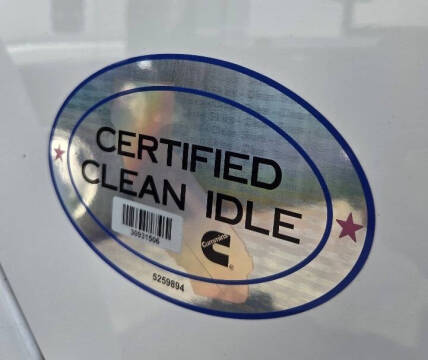 CERTIFIED
CLEAN IDLE
30931506
Cummins
5259894